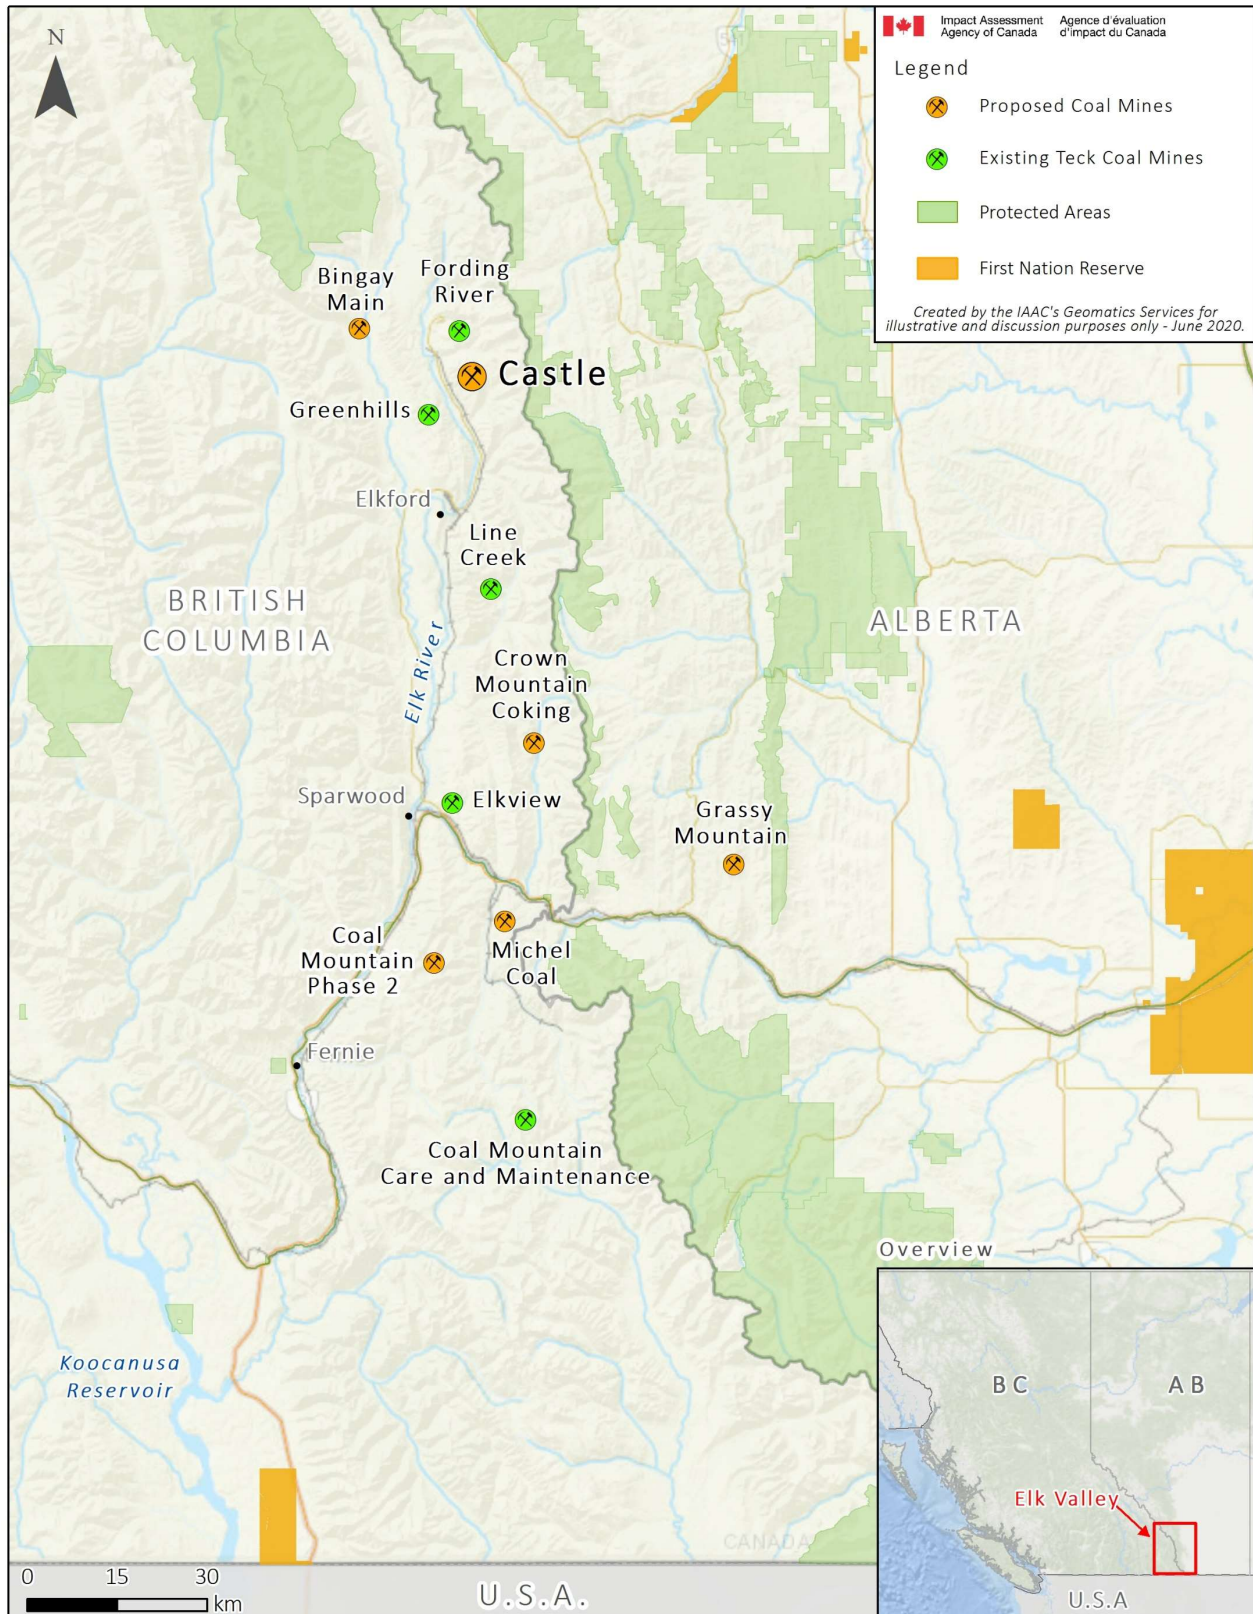 N
Impact Assessment
Agency of Canada
Agence d'évaluation
d'impact du Canada
Legend
Proposed Coal Mines
Existing Teck Coal Mines
Protected Areas
First Nation Reserve
Created by the IAAC's Geomatics Services for
illustrative and discussion purposes only - June 2020.
Bingay
Main
Fording
River
Castle
Greenhills
Elkford
Line
Creek
BRITISH
COLUMBIA
ALBERTA
Elk River
Crown
Mountain
Coking
Sparwood
Elkview
Grassy
Mountain
Coal
Mountain
Phase 2
Michel
Coal
Fernie
Coal Mountain
Care and Maintenance
Koocanusa
Reservoir
Overview
BC
AB
Elk Valley
U.S.A
CANADA
0 15 30
km
U.S.A.